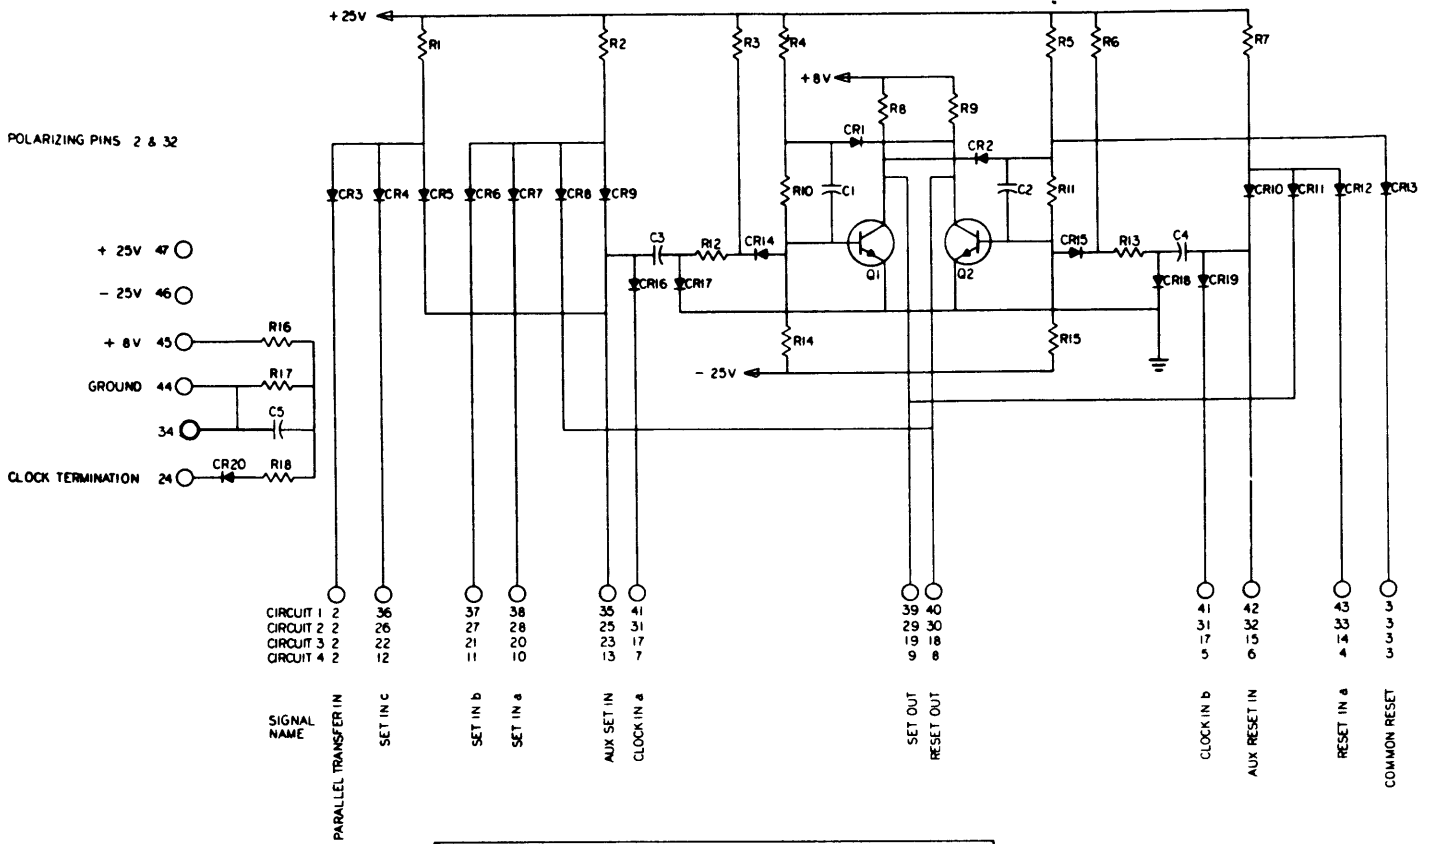 +25V
R1
R2
R3
R4
R5
R6
R7
+8V
R8
R9
POLARIZING PINS 2 & 32
CR1
CR2
CR3
CR4
CR5
CR6
CR7
CR8
CR9
R10
C1
C2
R11
CR10
CR11
CR12
CR13
C3
R12
CR14
Q1
Q2
CR15
R13
C4
CR16
CR17
CR18
CR19
+ 25V 47
- 25V 46
+ 8V 45
R16
GROUND 44
R17
34
C5
CLOCK TERMINATION 24
CR20
R18
R14
R15
- 25V
CIRCUIT 1 2 36 37 38 35 41 39 40 41 42 43 3
CIRCUIT 2 2 26 27 28 25 31 29 30 31 32 33 3
CIRCUIT 3 2 22 21 20 23 17 19 18 17 15 14 3
CIRCUIT 4 2 12 11 10 13 7 9 8 5 6 4 3
SIGNAL
NAME
PARALLEL TRANSFER IN
SET IN c
SET IN b
SET IN a
AUX SET IN
CLOCK IN a
SET OUT
RESET OUT
CLOCK IN b
AUX RESET IN
RESET IN a
COMMON RESET